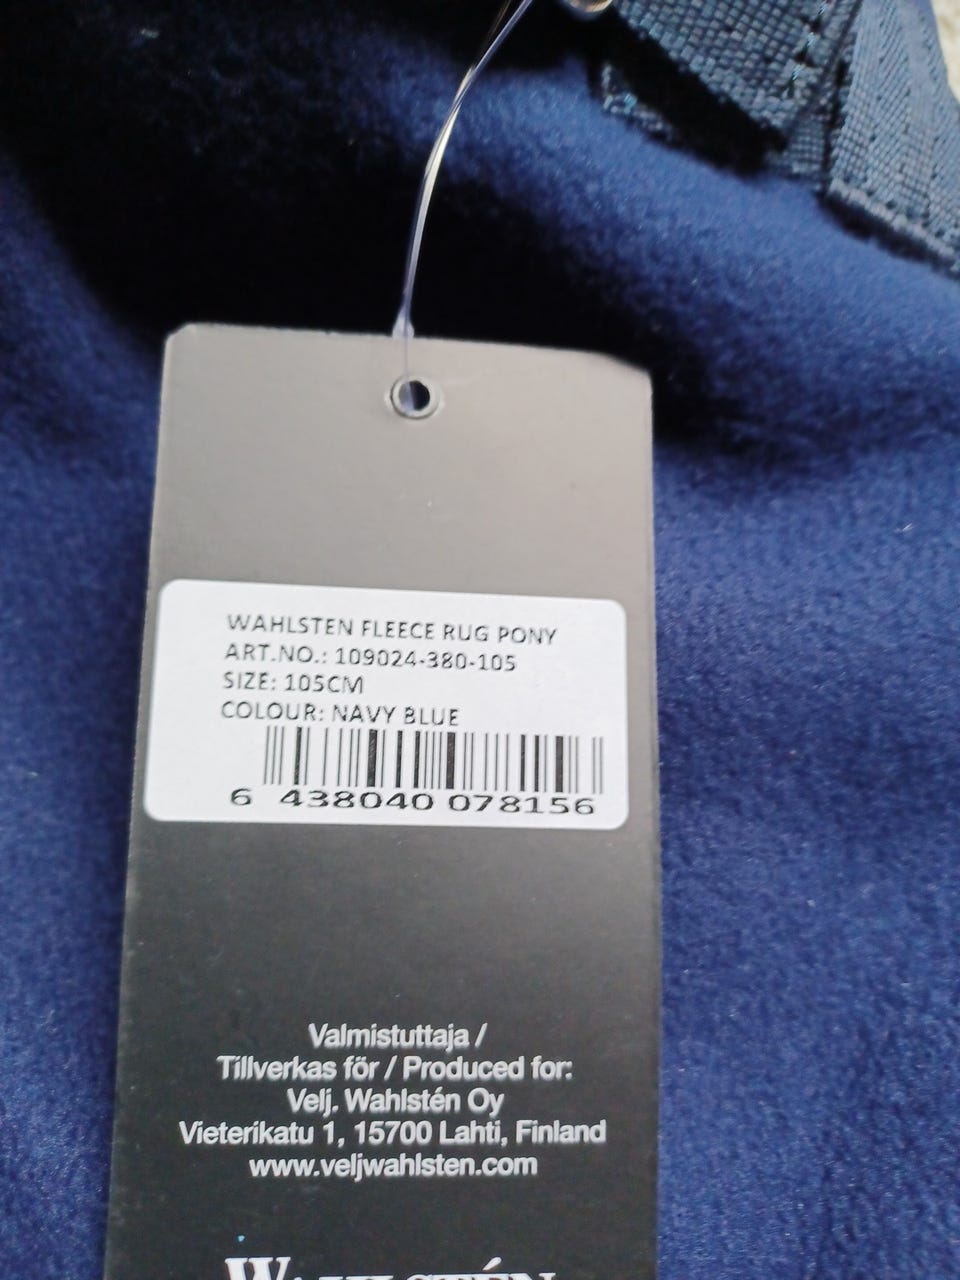 WAHLSTEN FLEECE RUG PONY
ART.NO.: 109024-380-105
SIZE: 105CM
COLOUR: NAVY BLUE
6 438040 078156
Valmistuttaja /
Tillverkas för / Produced for:
Velj. Wahlstén Oy
Vieterikatu 1, 15700 Lahti, Finland
www.veljwahlsten.com
WAHLSTÉN